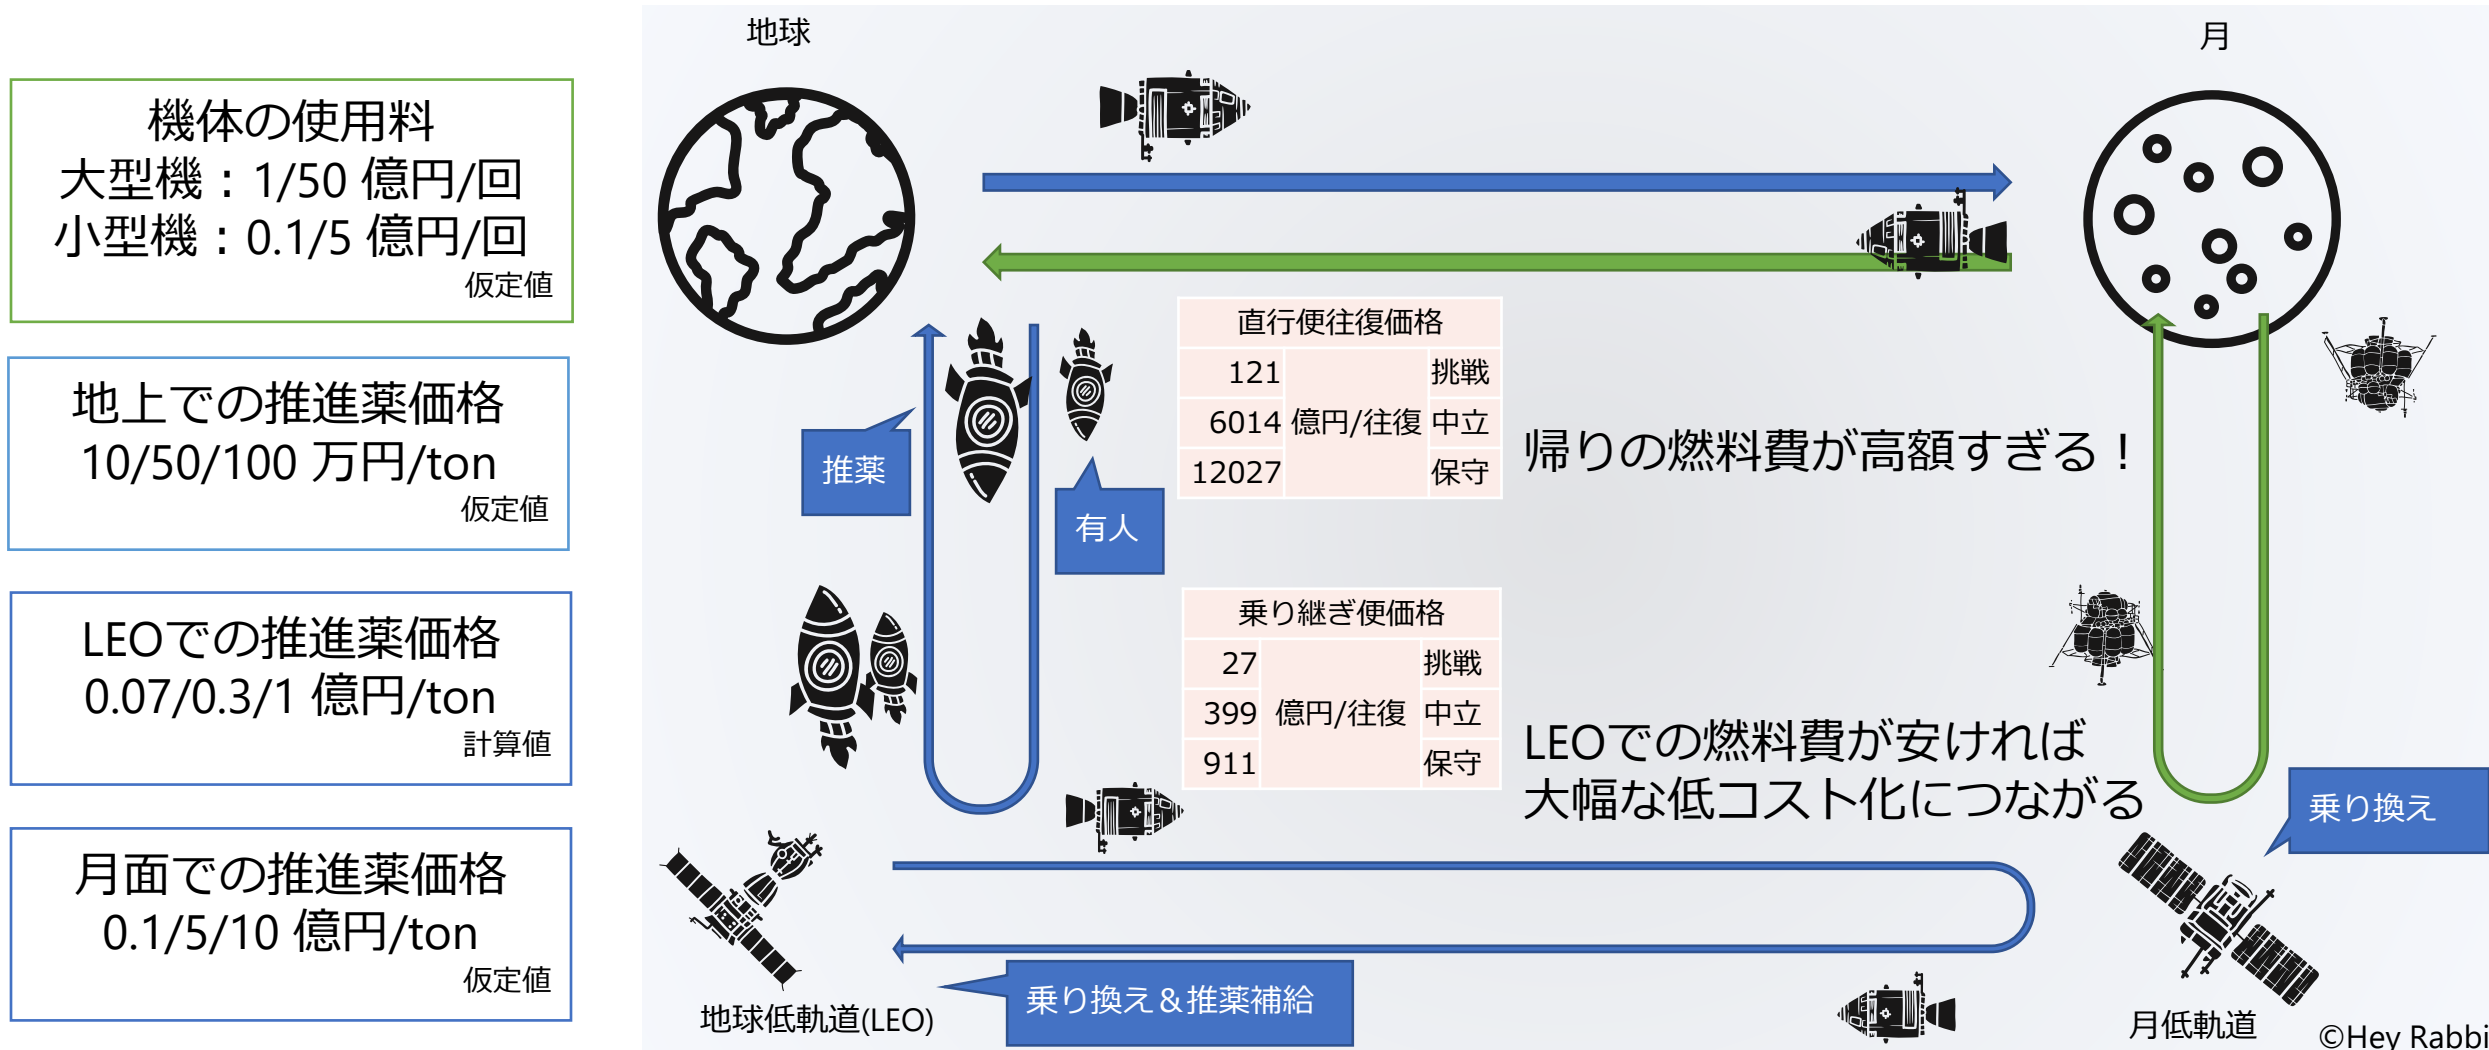 地球
月
機体の使用料
大型機：1/50 億円/回
小型機：0.1/5 億円/回
仮定値
地上での推進薬価格
10/50/100 万円/ton
仮定値
LEOでの推進薬価格
0.07/0.3/1 億円/ton
計算値
月面での推進薬価格
0.1/5/10 億円/ton
仮定値
推薬
有人
直行便往復価格
121 挑戦
6014 億円/往復 中立
12027 保守
帰りの燃料費が高額すぎる！
乗り継ぎ便価格
27 挑戦
399 億円/往復 中立
911 保守
LEOでの燃料費が安ければ
大幅な低コスト化につながる
乗り換え
乗り換え＆推薬補給
地球低軌道(LEO)
月低軌道
©Hey Rabbi